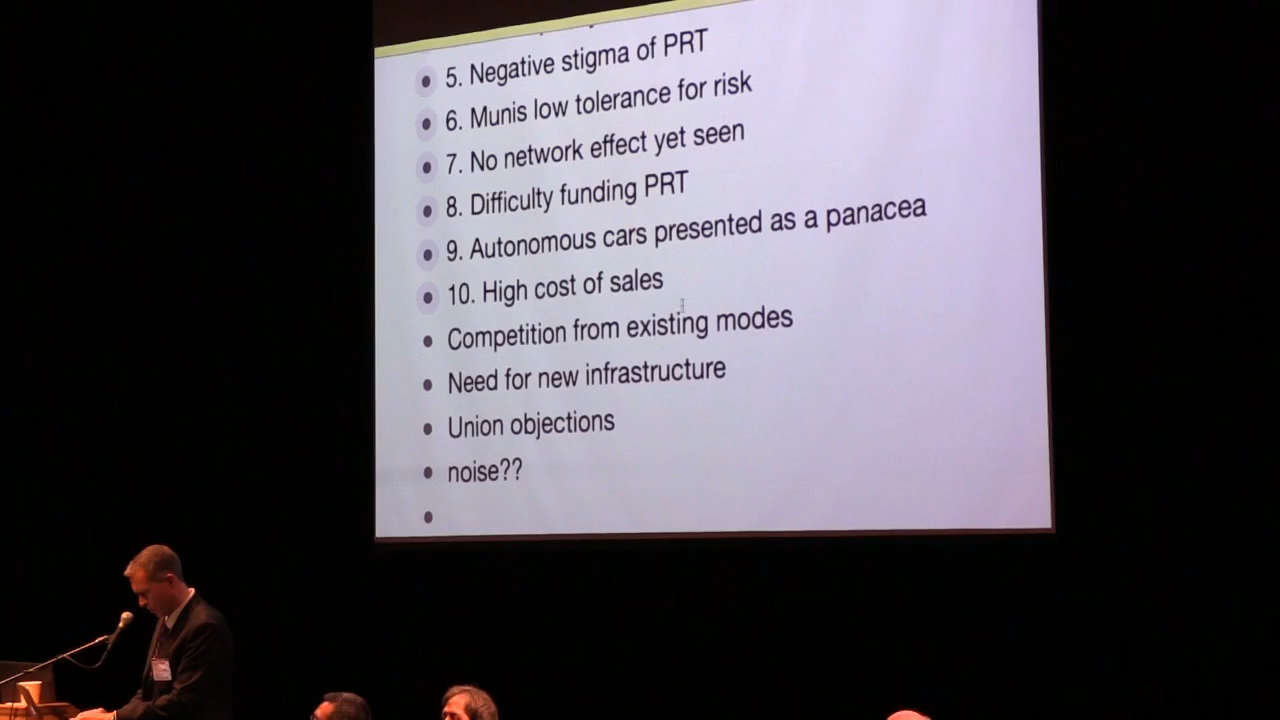 5. Negative stigma of PRT
6. Munis low tolerance for risk
7. No network effect yet seen
8. Difficulty funding PRT
9. Autonomous cars presented as a panacea
10. High cost of sales
Competition from existing modes
Need for new infrastructure
Union objections
noise??